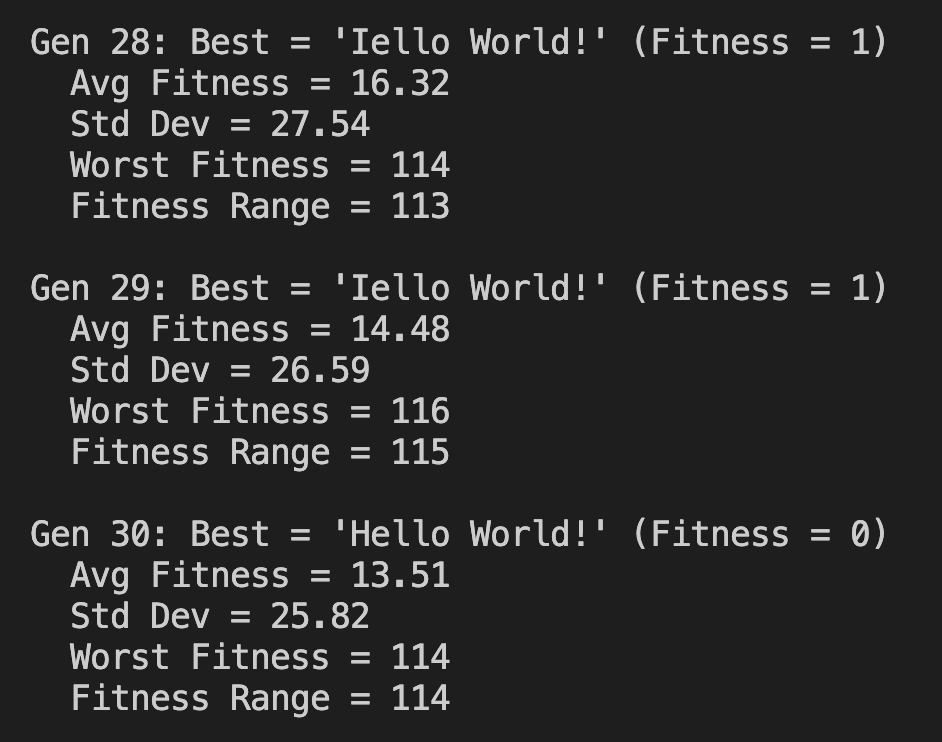 Gen 28: Best = 'Iello World!' (Fitness = 1)
Avg Fitness = 16.32
Std Dev = 27.54
Worst Fitness = 114
Fitness Range = 113
Gen 29: Best = 'Iello World!' (Fitness = 1)
Avg Fitness = 14.48
Std Dev = 26.59
Worst Fitness = 116
Fitness Range = 115
Gen 30: Best = 'Hello World!' (Fitness = 0)
Avg Fitness = 13.51
Std Dev = 25.82
Worst Fitness = 114
Fitness Range = 114